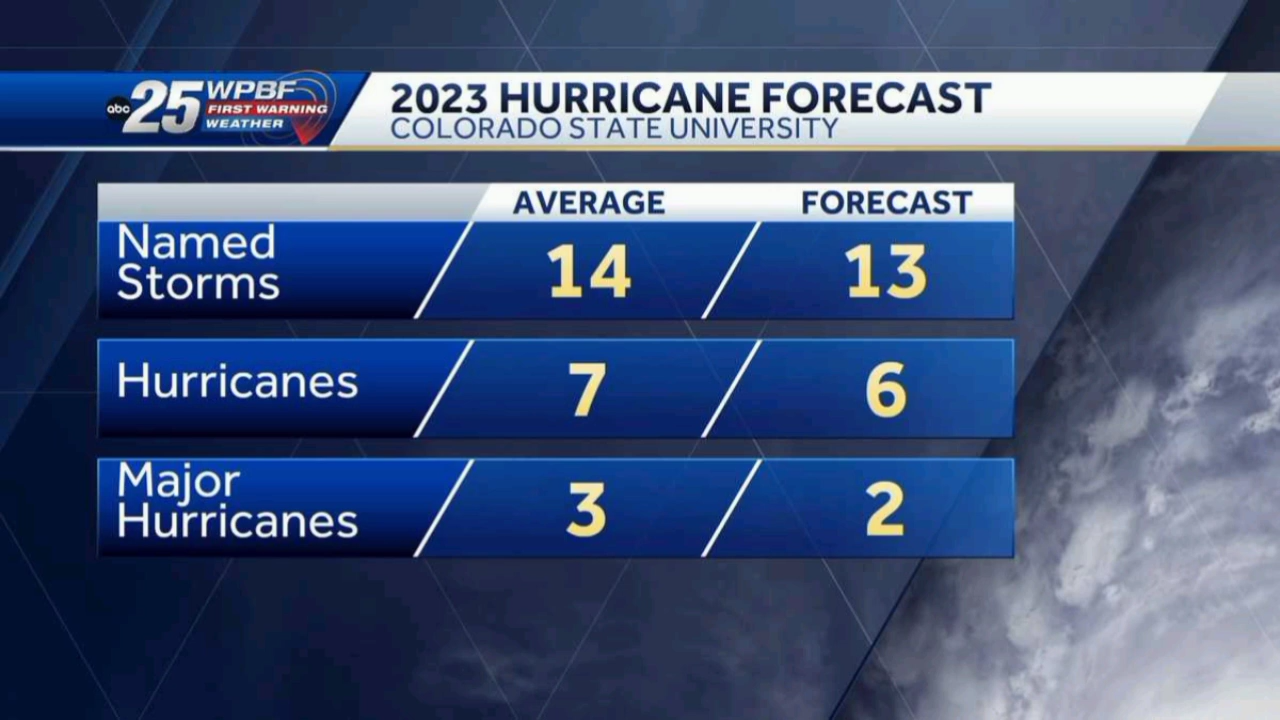 abc 25 WPBF
FIRST WARNING
WEATHER
2023 HURRICANE FORECAST
COLORADO STATE UNIVERSITY
AVERAGE FORECAST
Named
Storms 14 13
Hurricanes 7 6
Major
Hurricanes 3 2